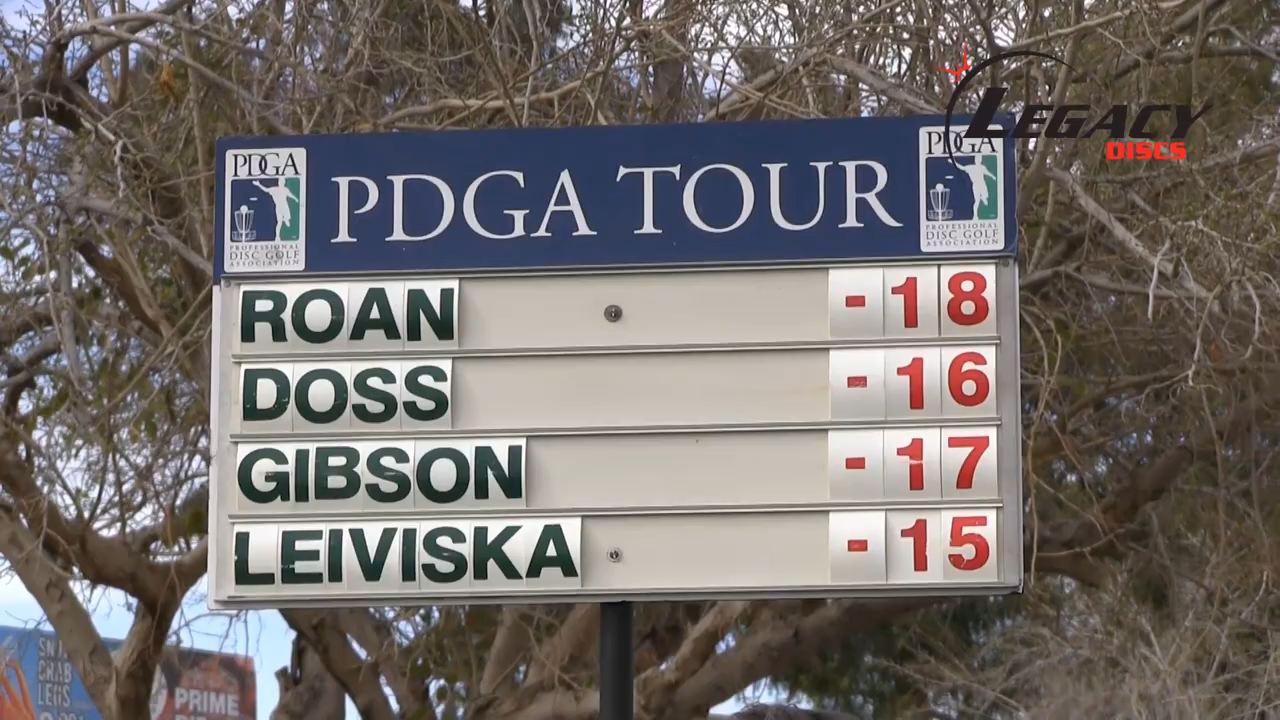 LEGACY
DISCS
PDGA
PROFESSIONAL
DISC GOLF
ASSOCIATION
PDGA TOUR
PDGA
PROFESSIONAL
DISC GOLF
ASSOCIATION
ROAN -18
DOSS -16
GIBSON -17
LEIVISKA -15
CRAB
PRIME